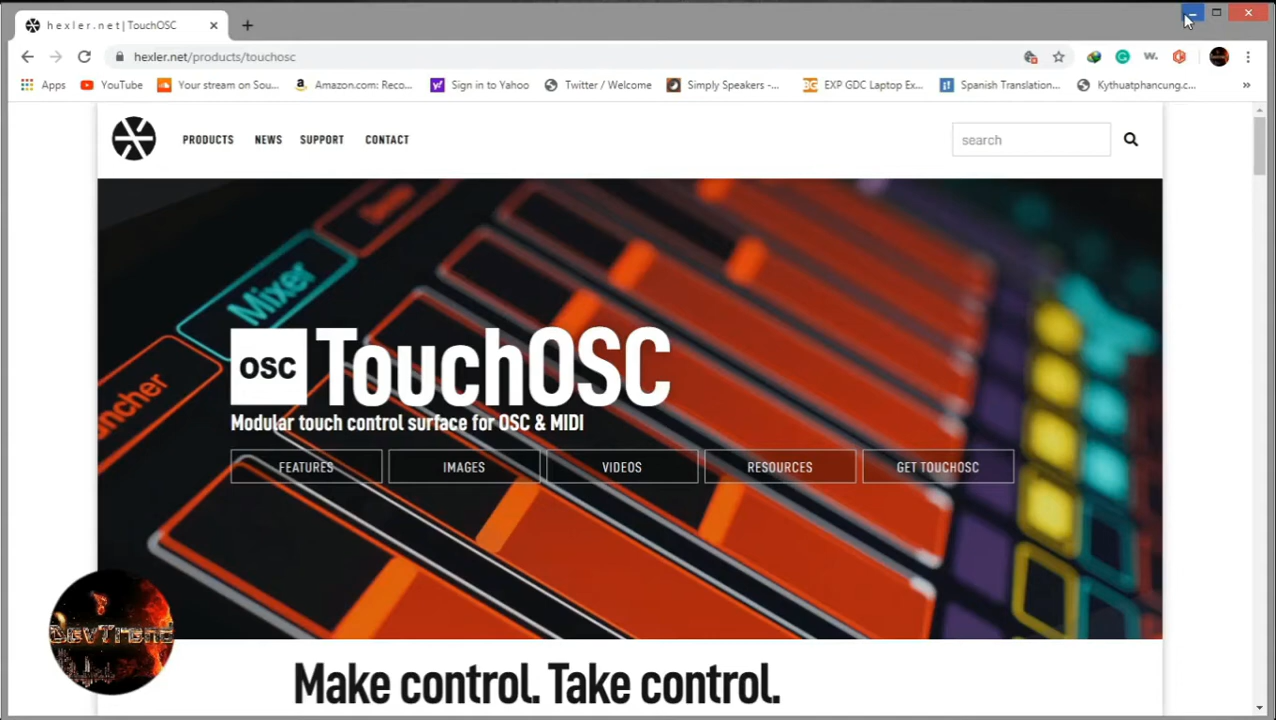 h e x l e r . n e t | TouchOSC
hexler.net/products/touchosc
Apps YouTube Your stream on Sou... Amazon.com: Reco... Sign in to Yahoo Twitter / Welcome Simply Speakers -... EXP GDC Laptop Ex... Spanish Translation... Kythuatphancung.c... »
PRODUCTS NEWS SUPPORT CONTACT search
Mixer
uncher
OSC TouchOSC
Modular touch control surface for OSC & MIDI
FEATURES IMAGES VIDEOS RESOURCES GET TOUCHOSC
DevTrend
Make control. Take control.